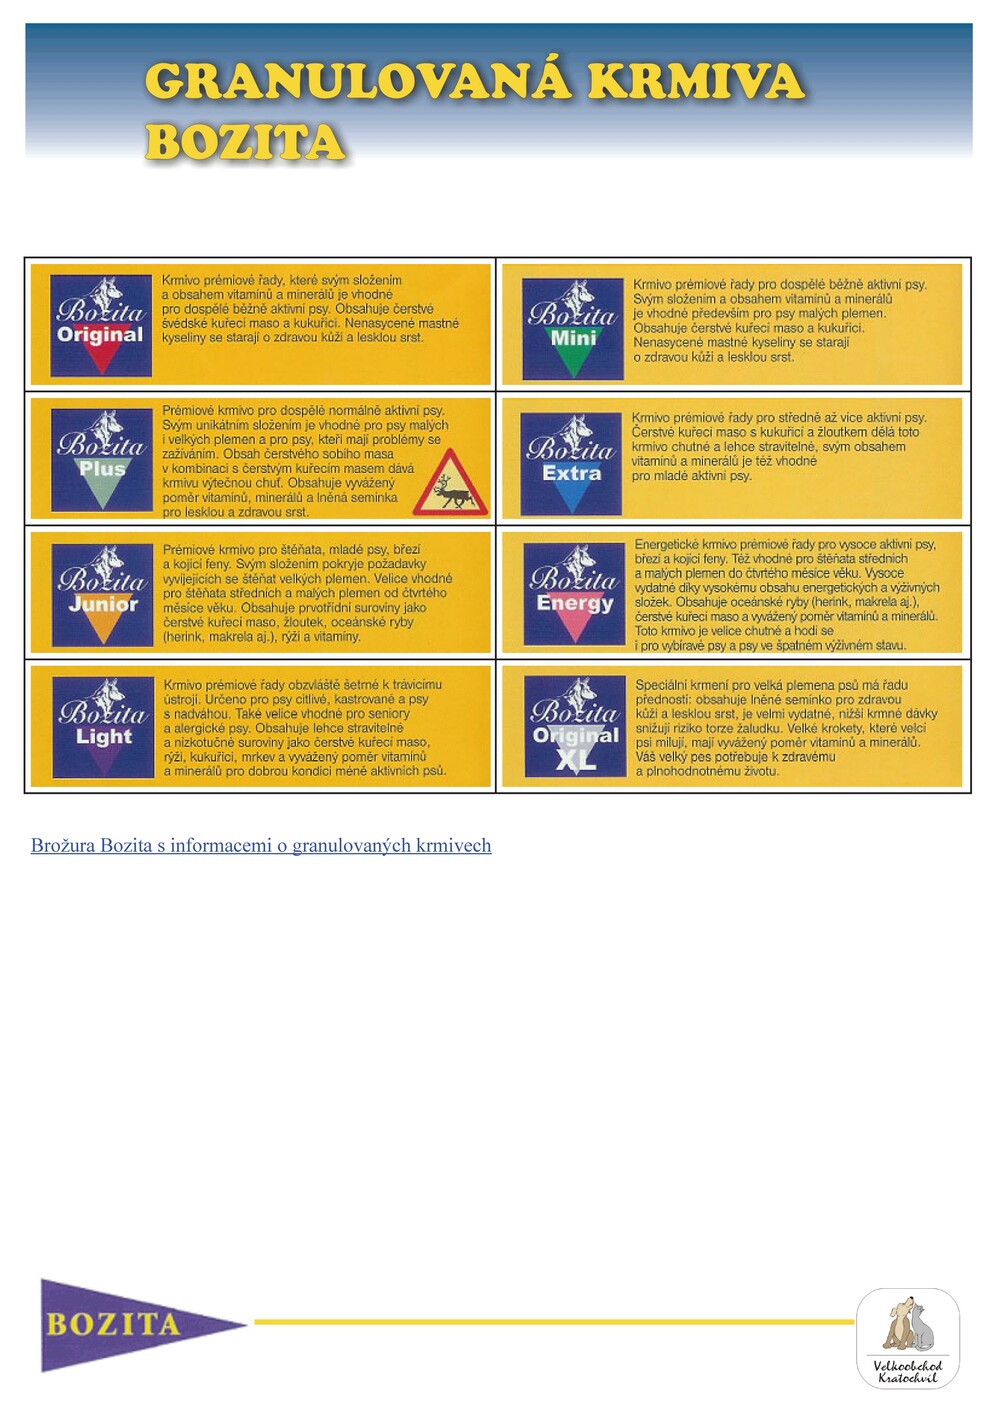 GRANULOVANÁ KRMIVA
BOZITA
Bozita
Original
Krmivo prémiové řady, které svým složením
a obsahem vitamínů a minerálů je vhodné
pro dospělé běžně aktivní psy. Obsahuje čerstvé
švédské kuřecí maso a kukuřici. Nenasycené mastné
kyseliny se starají o zdravou kůži a lesklou srst.
Bozita
Mini
Krmivo prémiové řady pro dospělé běžně aktivní psy.
Svým složením a obsahem vitamínů a minerálů
je vhodné především pro psy malých plemen.
Obsahuje čerstvé kuřecí maso a kukuřici.
Nenasycené mastné kyseliny se starají
o zdravou kůži a lesklou srst.
Bozita
Plus
Prémiové krmivo pro dospělé normálně aktivní psy.
Svým unikátním složením je vhodné pro psy malých
i velkých plemen a pro psy, kteří mají problémy se
zažíváním. Obsah čerstvého sobího masa
v kombinaci s čerstvým kuřecím masem dává
krmivu výtečnou chuť. Obsahuje vyvážený
poměr vitamínů, minerálů a lněná semínka
pro lesklou a zdravou srst.
Bozita
Extra
Krmivo prémiové řady pro středně až více aktivní psy.
Čerstvé kuřecí maso s kukuřicí a žloutkem dělá toto
krmivo chutné a lehce stravitelné, svým obsahem
vitamínů a minerálů je též vhodné
pro mladé aktivní psy.
Bozita
Junior
Prémiové krmivo pro štěňata, mladé psy, březí
a kojící feny. Svým složením pokryje požadavky
vyvíjejících se štěňat velkých plemen. Velice vhodné
pro štěňata středních a malých plemen od čtvrtého
měsíce věku. Obsahuje prvotřídní suroviny jako
čerstvé kuřecí maso, žloutek, oceánské ryby
(herink, makrela aj.), rýži a vitamíny.
Bozita
Energy
Energetické krmivo prémiové řady pro vysoce aktivní psy,
březí a kojící feny. Též vhodné pro štěňata středních
a malých plemen do čtvrtého měsíce věku. Vysoce
vydatné díky vysokému obsahu energetických a výživných
složek. Obsahuje oceánské ryby (herink, makrela aj.),
čerstvé kuřecí maso a vyvážený poměr vitamínů a minerálů.
Toto krmivo je velice chutné a hodí se
i pro vybíravé psy a psy ve špatném výživném stavu.
Bozita
Light
Krmivo prémiové řady obzvláště šetrné k trávicímu
ústrojí. Určeno pro psy citlivé, kastrované a psy
s nadváhou. Také velice vhodné pro seniory
a alergické psy. Obsahuje lehce stravitelné
a nízkotučné suroviny jako čerstvé kuřecí maso,
rýži, kukuřici, mrkev a vyvážený poměr vitamínů
a minerálů pro dobrou kondici méně aktivních psů.
Bozita
Original
XL
Speciální krmení pro velká plemena psů má řadu
předností: obsahuje lněné semínko pro zdravou
kůži a lesklou srst, je velmi vydatné, nižší krmné dávky
snižují riziko torze žaludku. Velké krokety, které velcí
psi milují, mají vyvážený poměr vitaminů a minerálů.
Váš velký pes potřebuje k zdravému
a plnohodnotnému životu.
Brožura Bozita s informacemi o granulovaných krmivech
BOZITA
Velkoobchod
Kratochvíl